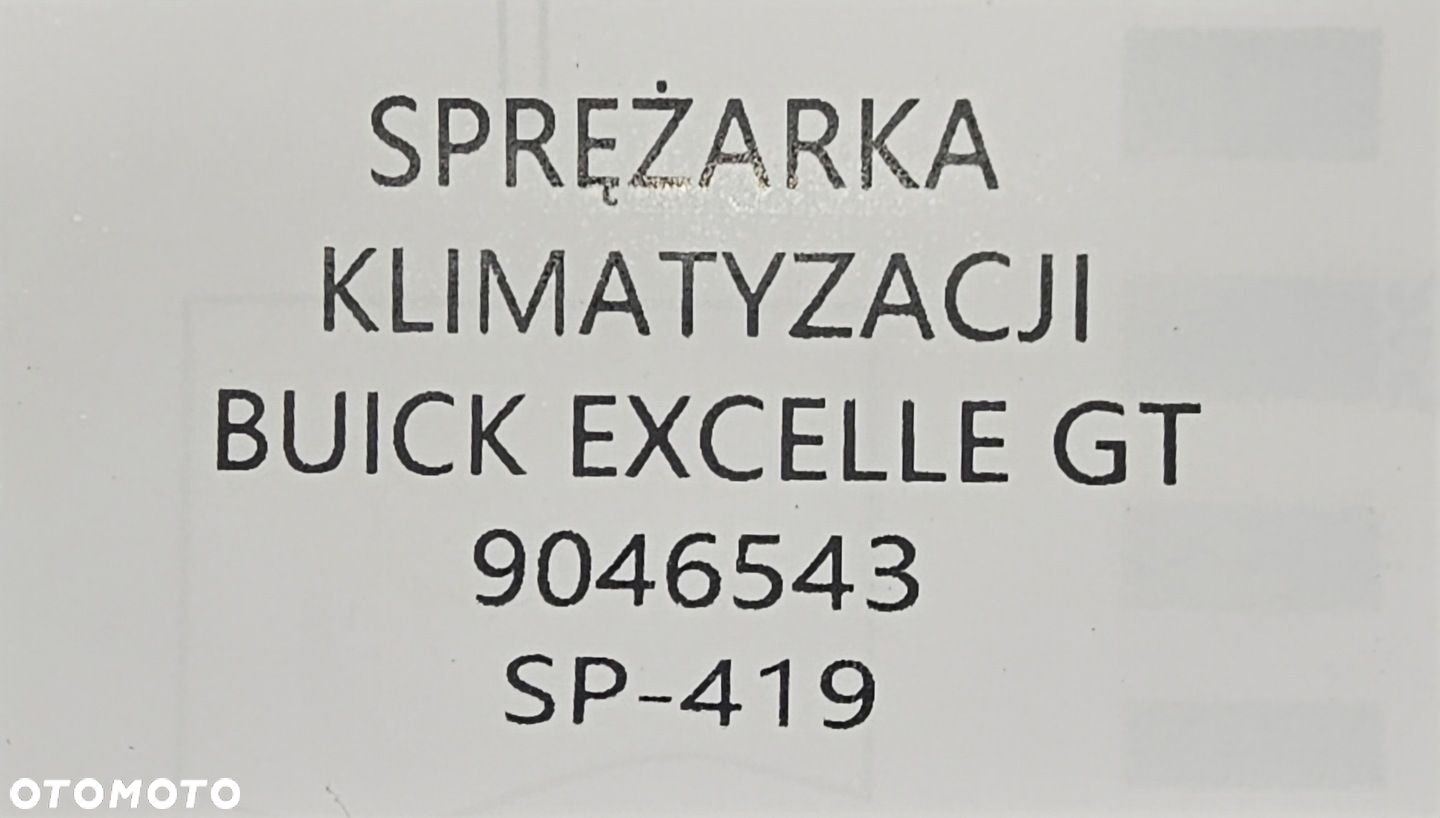 SPRĘŻARKA
KLIMATYZACJI
BUICK EXCELLE GT
9046543
SP-419
OTOMOTO